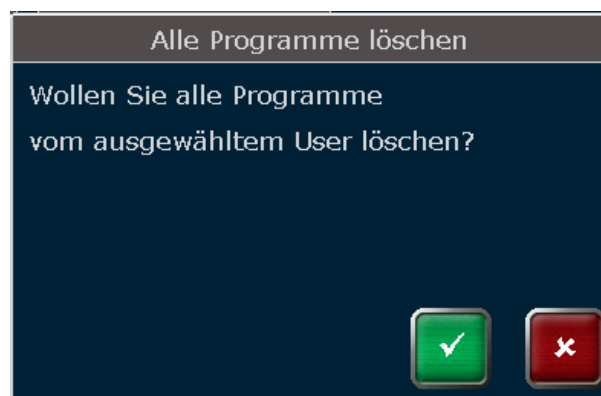 Alle Programme löschen
Wollen Sie alle Programme
vom ausgewähltem User löschen?